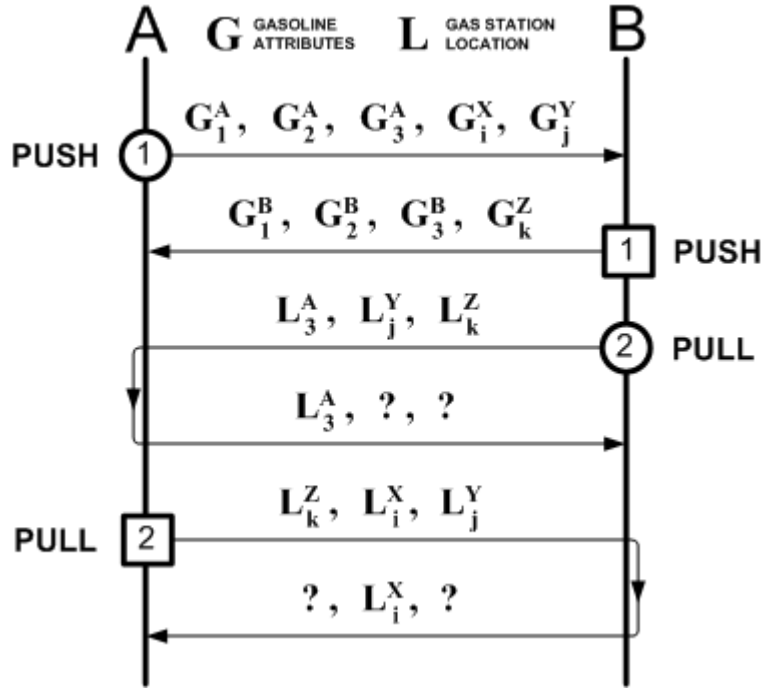 A G GASOLINE ATTRIBUTES L GAS STATION LOCATION B
G₁ᴬ, G₂ᴬ, G₃ᴬ, Gᵢˣ, Gⱼʸ
PUSH 1
G₁ᴮ, G₂ᴮ, G₃ᴮ, Gₖᶻ
1 PUSH
L₃ᴬ, Lⱼʸ, Lₖᶻ
2 PULL
L₃ᴬ, ?, ?
Lₖᶻ, Lᵢˣ, Lⱼʸ
PULL 2
?, Lᵢˣ, ?